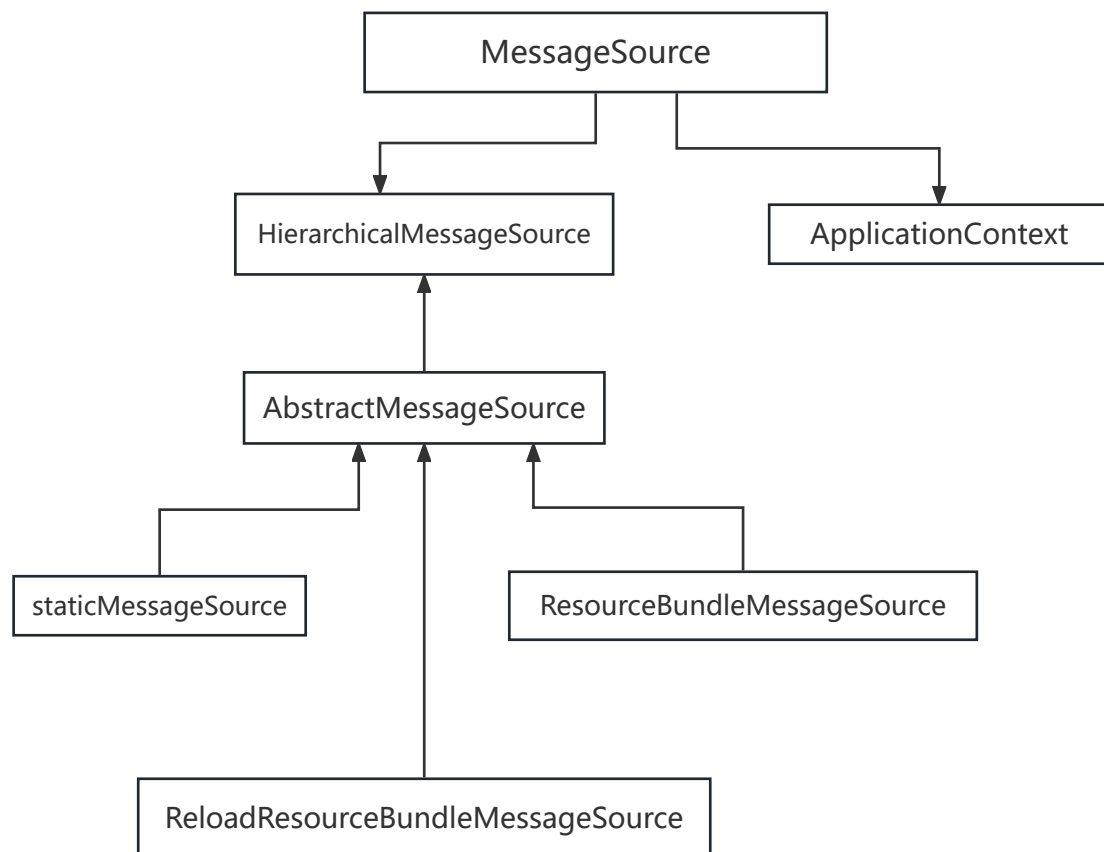 MessageSource
HierarchicalMessageSource
ApplicationContext
AbstractMessageSource
staticMessageSource
ResourceBundleMessageSource
ReloadResourceBundleMessageSource